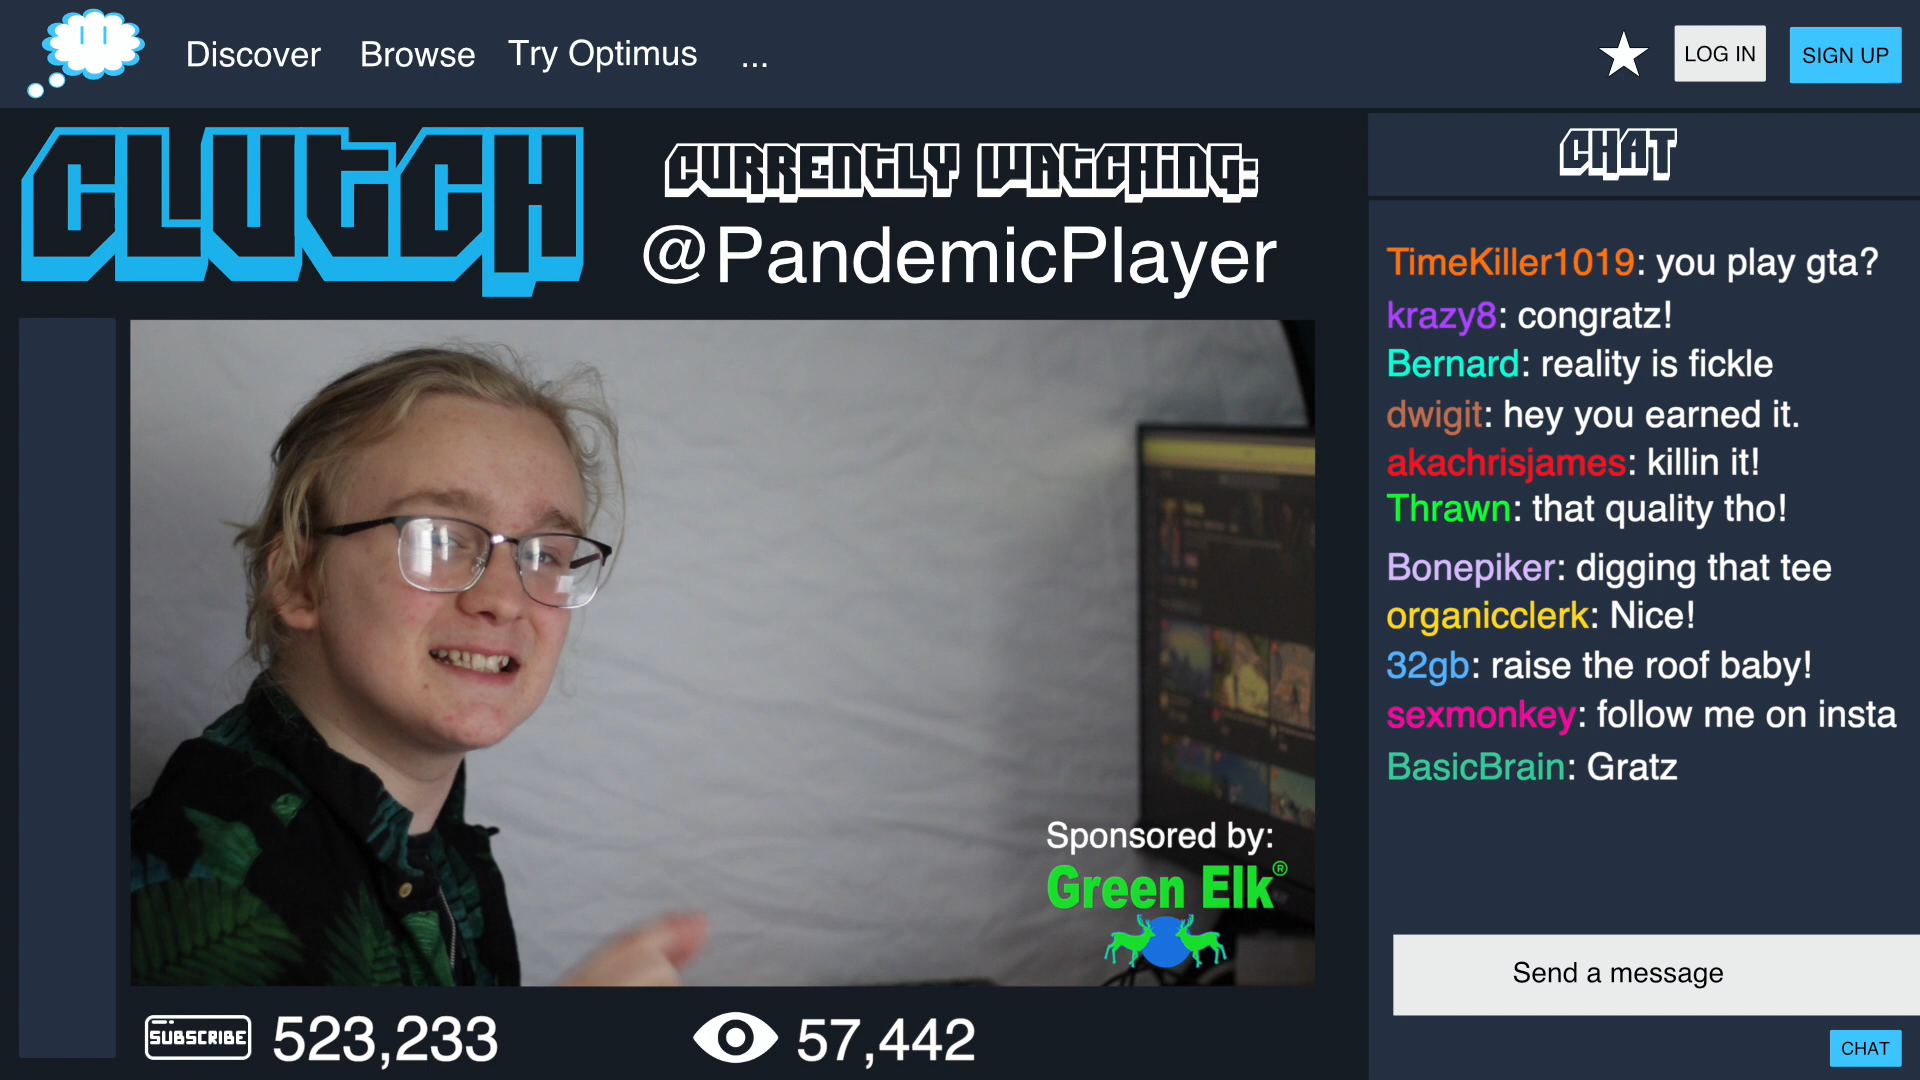 Discover Browse Try Optimus ...
LOG IN
SIGN UP
CLUTCH
CURRENTLY WATCHING:
@PandemicPlayer
CHAT
TimeKiller1019: you play gta?
krazy8: congratz!
Bernard: reality is fickle
dwigit: hey you earned it.
akachrisjames: killin it!
Thrawn: that quality tho!
Bonepiker: digging that tee
organicclerk: Nice!
32gb: raise the roof baby!
sexmonkey: follow me on insta
BasicBrain: Gratz
Sponsored by:
Green Elk®
Send a message
CHAT
SUBSCRIBE 523,233
57,442